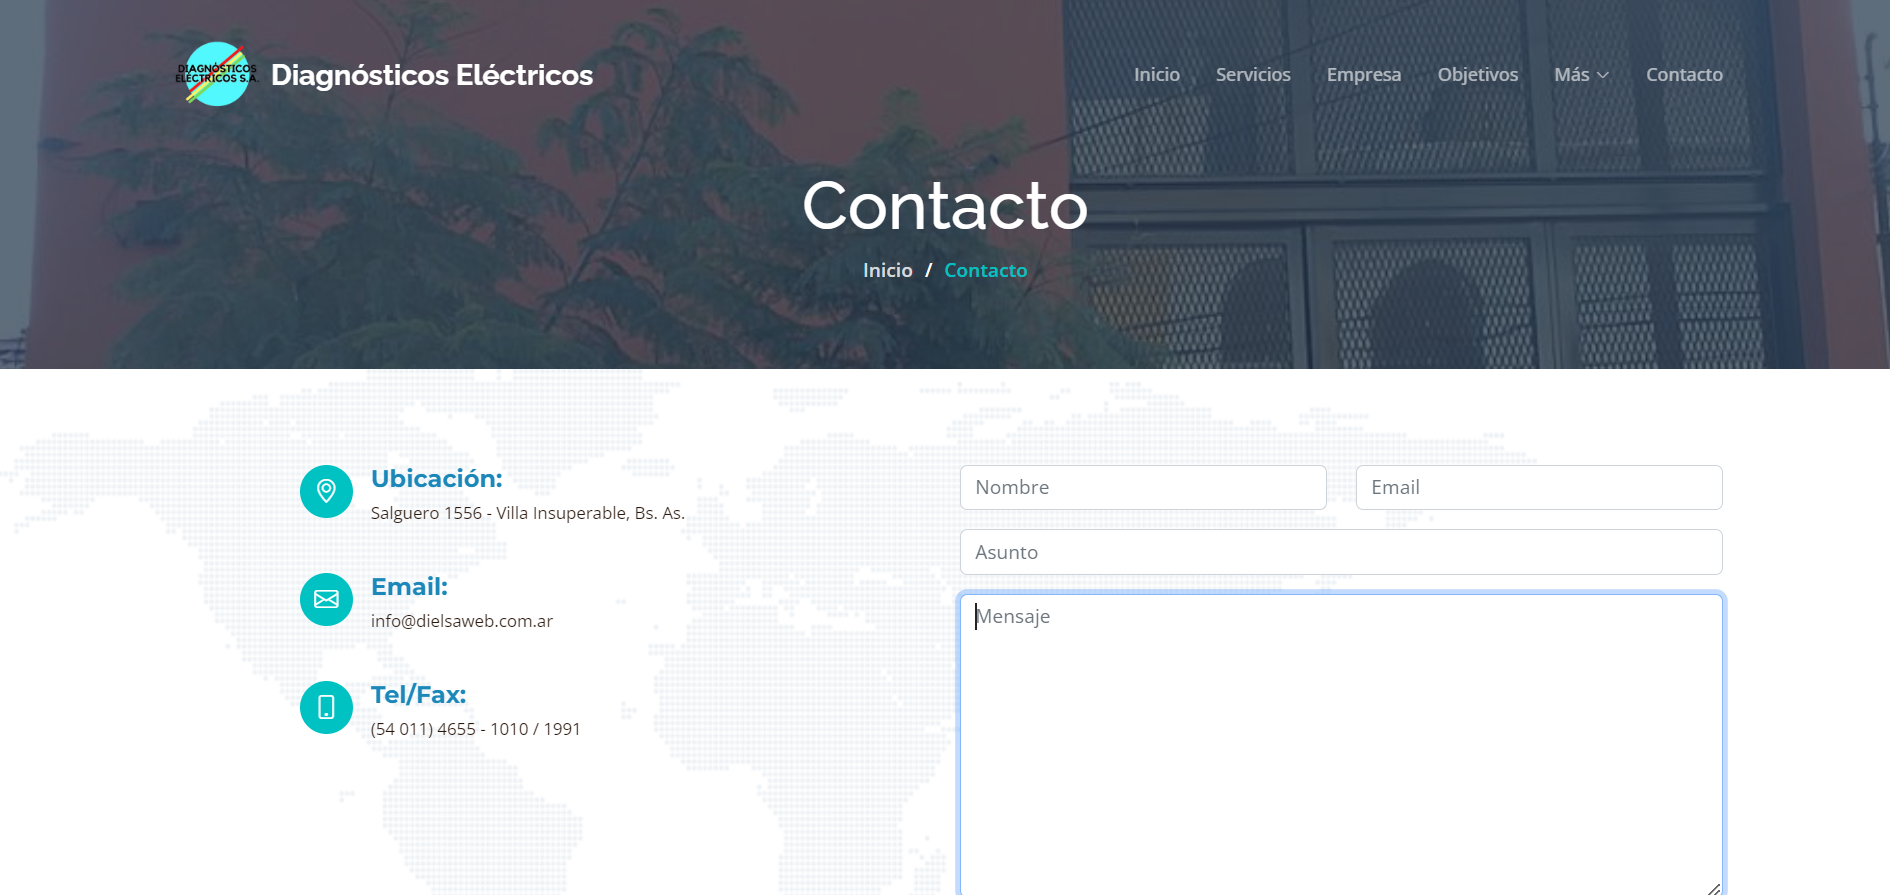 DIAGNÓSTICOS
ELÉCTRICOS S.A.
Diagnósticos Eléctricos
Inicio
Servicios
Empresa
Objetivos
Más
Contacto
Contacto
Inicio / Contacto
Ubicación:
Salguero 1556 - Villa Insuperable, Bs. As.
Email:
info@dielsaweb.com.ar
Tel/Fax:
(54 011) 4655 - 1010 / 1991
Nombre
Email
Asunto
Mensaje